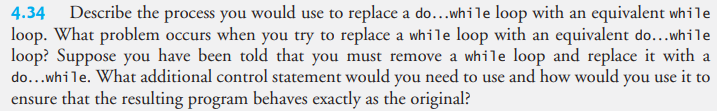 4.34 Describe the process you would use to replace a do...while loop with an equivalent while
loop. What problem occurs when you try to replace a while loop with an equivalent do...while
loop? Suppose you have been told that you must remove a while loop and replace it with a
do...while. What additional control statement would you need to use and how would you use it to
ensure that the resulting program behaves exactly as the original?